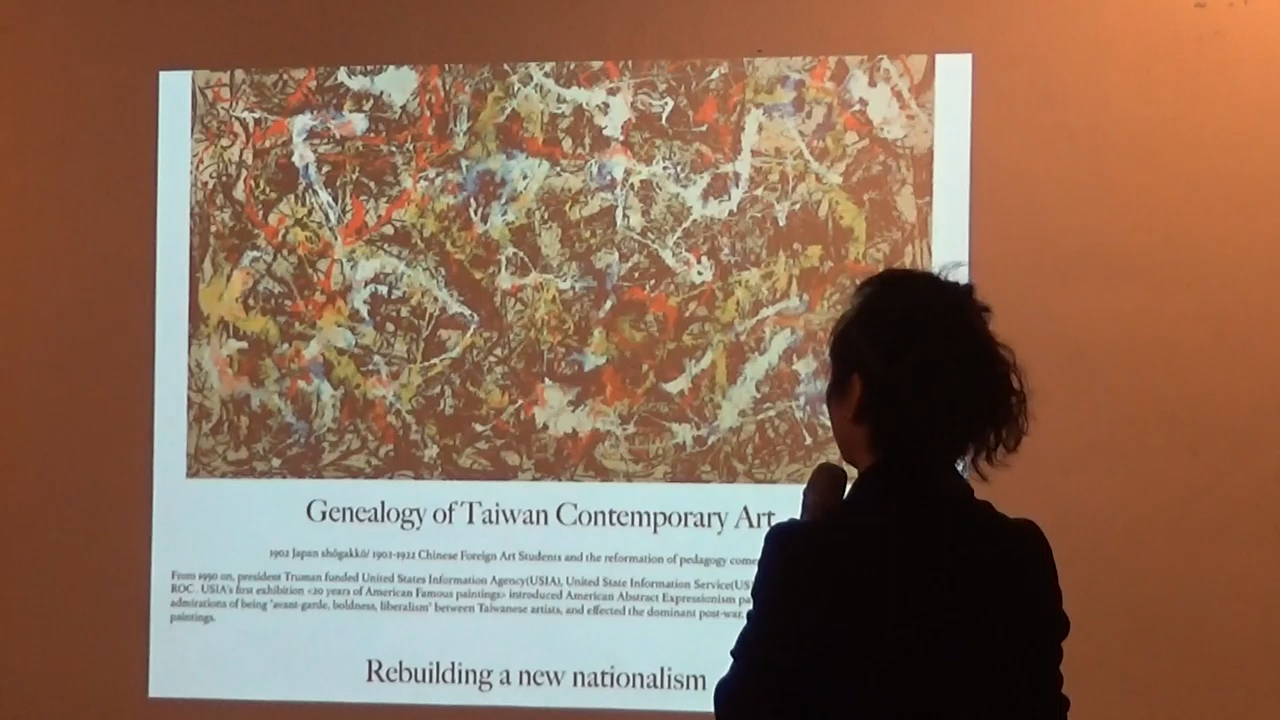 Genealogy of Taiwan Contemporary Art
1902 Japan shōgakkō/ 1902-1922 Chinese Foreign Art Students and the reformation of pedagogy come
From 1950 on, president Truman funded United States Information Agency(USIA), United State Information Service(US
ROC . USIA's first exhibition <20 years of American Famous paintings> introduced American Abstract Expressionism pa
admirations of being "avant-garde, boldness, liberalism" between Taiwanese artists, and effected the dominant post-war
paintings.
Rebuilding a new nationalism